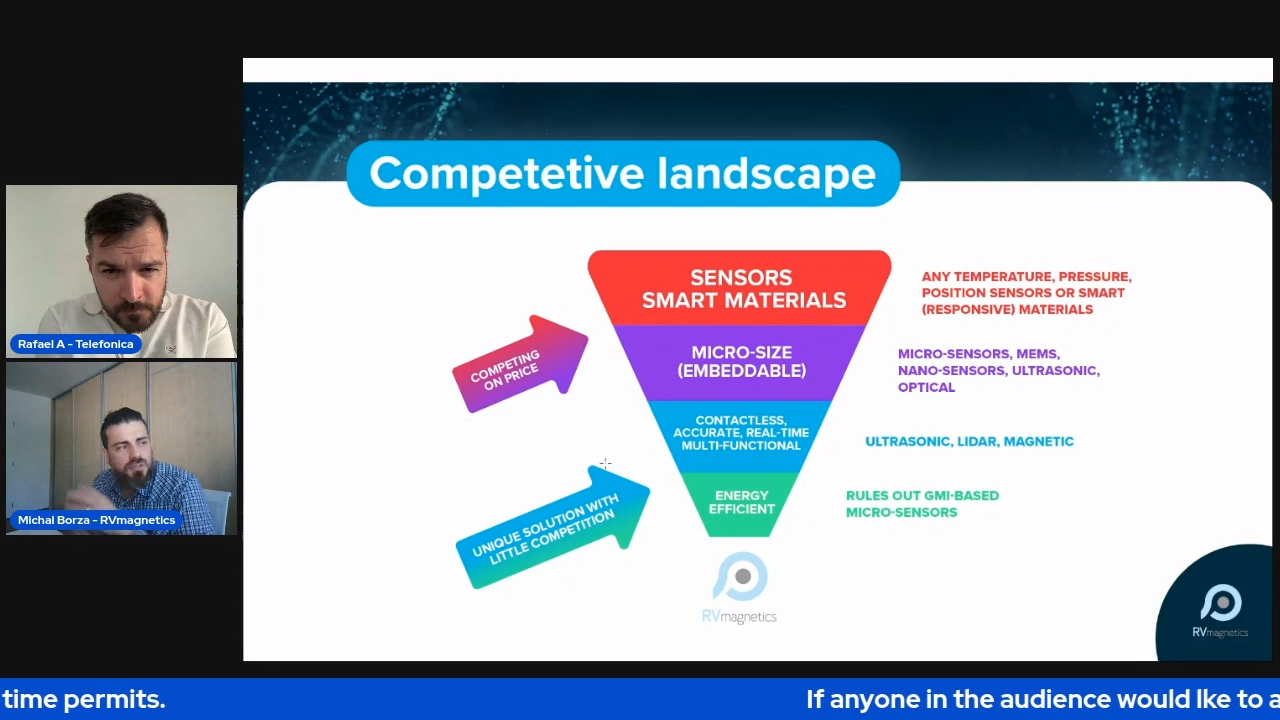 Competetive landscape
SENSORS
SMART MATERIALS
ANY TEMPERATURE, PRESSURE,
POSITION SENSORS OR SMART
(RESPONSIVE) MATERIALS
COMPETING
ON PRICE
MICRO-SIZE
(EMBEDDABLE)
MICRO-SENSORS, MEMS,
NANO-SENSORS, ULTRASONIC,
OPTICAL
CONTACTLESS,
ACCURATE, REAL-TIME
MULTI-FUNCTIONAL
ULTRASONIC, LIDAR, MAGNETIC
UNIQUE SOLUTION WITH
LITTLE COMPETITION
ENERGY
EFFICIENT
RULES OUT GMI-BASED
MICRO-SENSORS
RVmagnetics
RVmagnetics
Rafael A - Telefonica
Michal Borza - RVmagnetics
time permits.
If anyone in the audience would lke to a